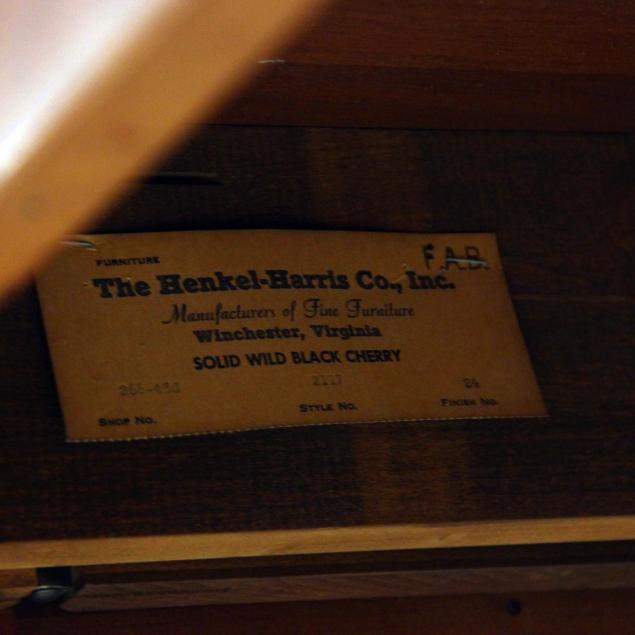 FURNITURE
F.A.B.
The Henkel-Harris Co., Inc.
Manufacturers of Fine Furniture
Winchester, Virginia
SOLID WILD BLACK CHERRY
2117 24
SHOP NO. STYLE NO. FINISH NO.